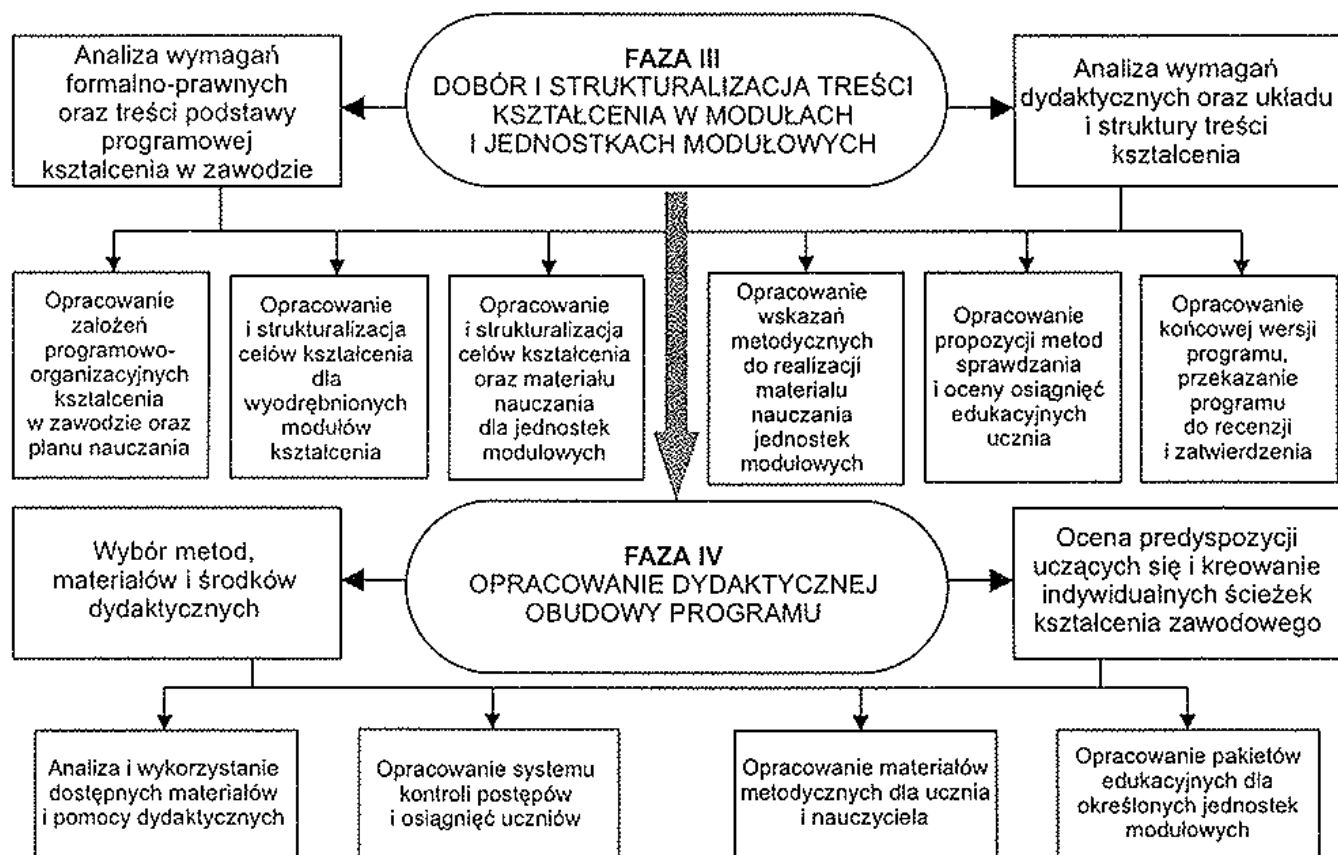 Analiza wymagań
formalno-prawnych
oraz treści podstawy
programowej
kształcenia w zawodzie
FAZA III
DOBÓR I STRUKTURALIZACJA TREŚCI
KSZTAŁCENIA W MODUŁACH
I JEDNOSTKACH MODUŁOWYCH
Analiza wymagań
dydaktycznych oraz układu
i struktury treści
kształcenia
Opracowanie
założeń
programowo-
organizacyjnych
kształcenia
w zawodzie oraz
planu nauczania
Opracowanie
i strukturalizacja
celów kształcenia
dla
wyodrębnionych
modułów
kształcenia
Opracowanie
i strukturalizacja
celów kształcenia
oraz materiału
nauczania
dla jednostek
modułowych
Opracowanie
wskazań
metodycznych
do realizacji
materiału
nauczania
jednostek
modułowych
Opracowanie
propozycji metod
sprawdzania
i oceny osiągnięć
edukacyjnych
ucznia
Opracowanie
końcowej wersji
programu,
przekazanie
programu
do recenzji
i zatwierdzenia
Wybór metod,
materiałów i środków
dydaktycznych
FAZA IV
OPRACOWANIE DYDAKTYCZNEJ
OBUDOWY PROGRAMU
Ocena predyspozycji
uczących się i kreowanie
indywidualnych ścieżek
kształcenia zawodowego
Analiza i wykorzystanie
dostępnych materiałów
i pomocy dydaktycznych
Opracowanie systemu
kontroli postępów
i osiągnięć uczniów
Opracowanie materiałów
metodycznych dla ucznia
i nauczyciela
Opracowanie pakietów
edukacyjnych dla
określonych jednostek
modułowych